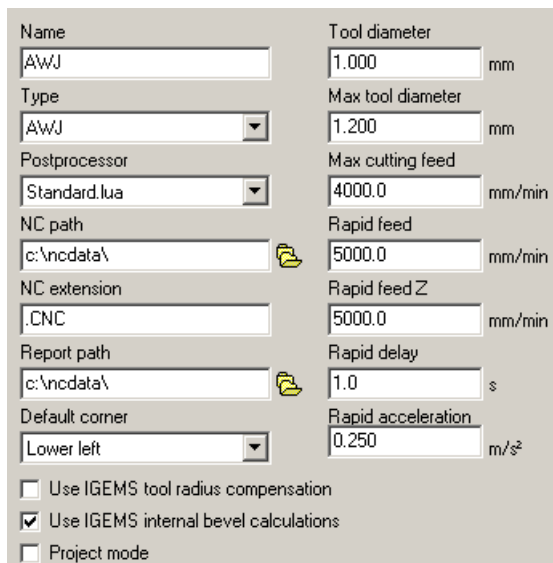 Name
AWJ
Type
AWJ
Postprocessor
Standard.lua
NC path
c:\ncdata\
NC extension
.CNC
Report path
c:\ncdata\
Default corner
Lower left
Use IGEMS tool radius compensation
Use IGEMS internal bevel calculations
Project mode
Tool diameter
1.000 mm
Max tool diameter
1.200 mm
Max cutting feed
4000.0 mm/min
Rapid feed
5000.0 mm/min
Rapid feed Z
5000.0 mm/min
Rapid delay
1.0 s
Rapid acceleration
0.250 m/s²